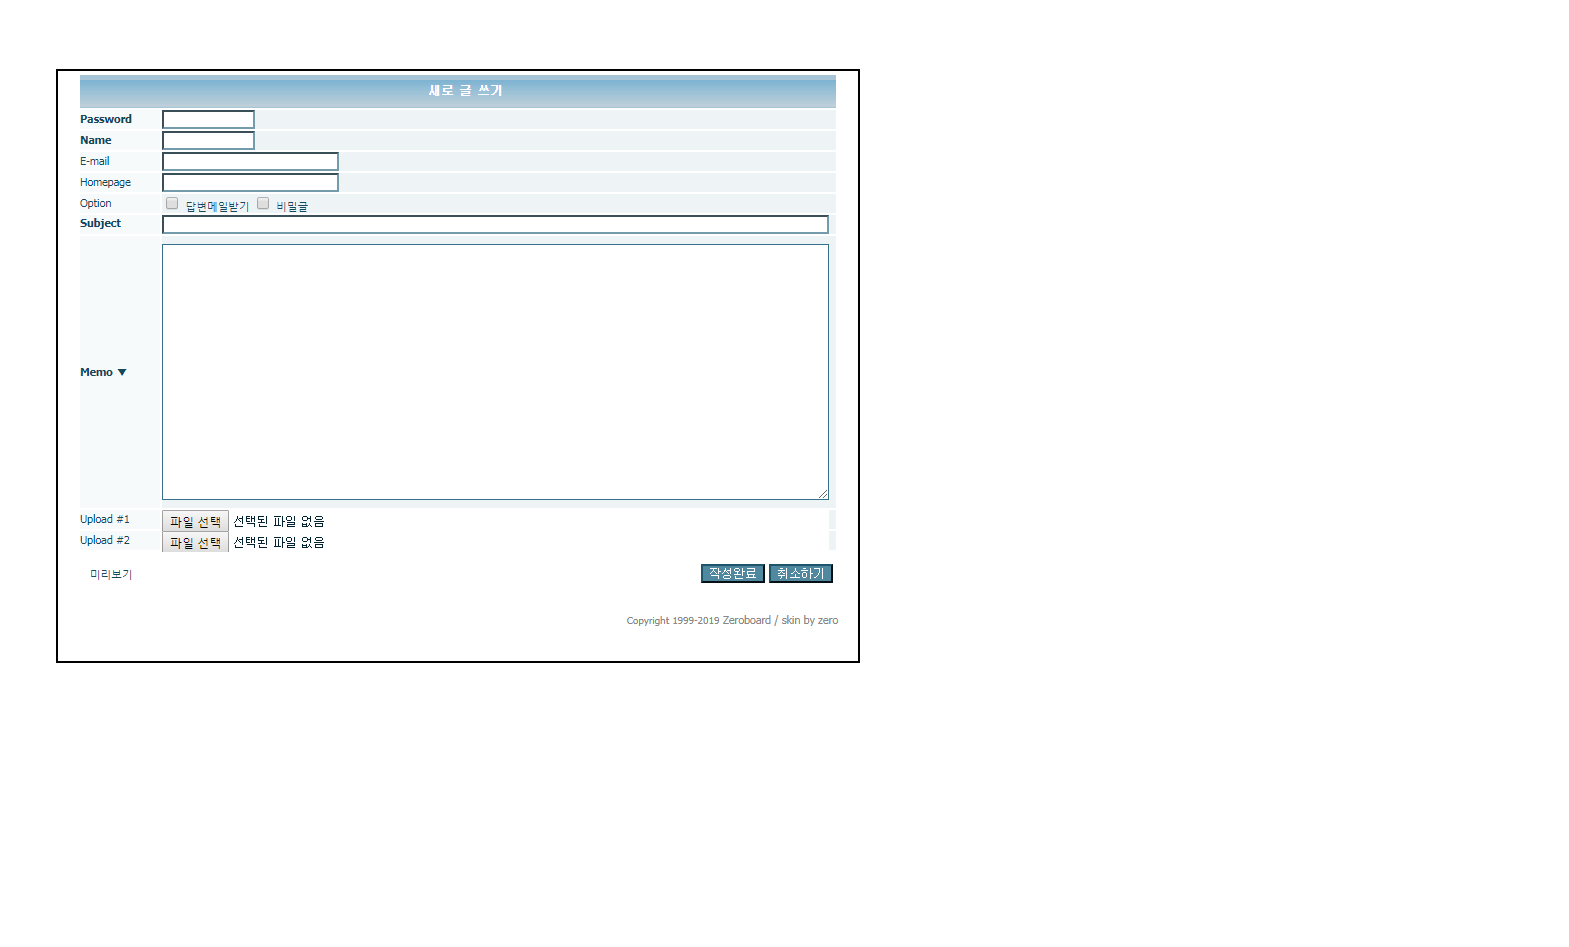 새로 글 쓰기
Password
Name
E-mail
Homepage
Option 답변메일받기 비밀글
Subject
Memo ▼
Upload #1 파일 선택 선택된 파일 없음
Upload #2 파일 선택 선택된 파일 없음
미리보기 작성완료 취소하기
Copyright 1999-2019 Zeroboard / skin by zero